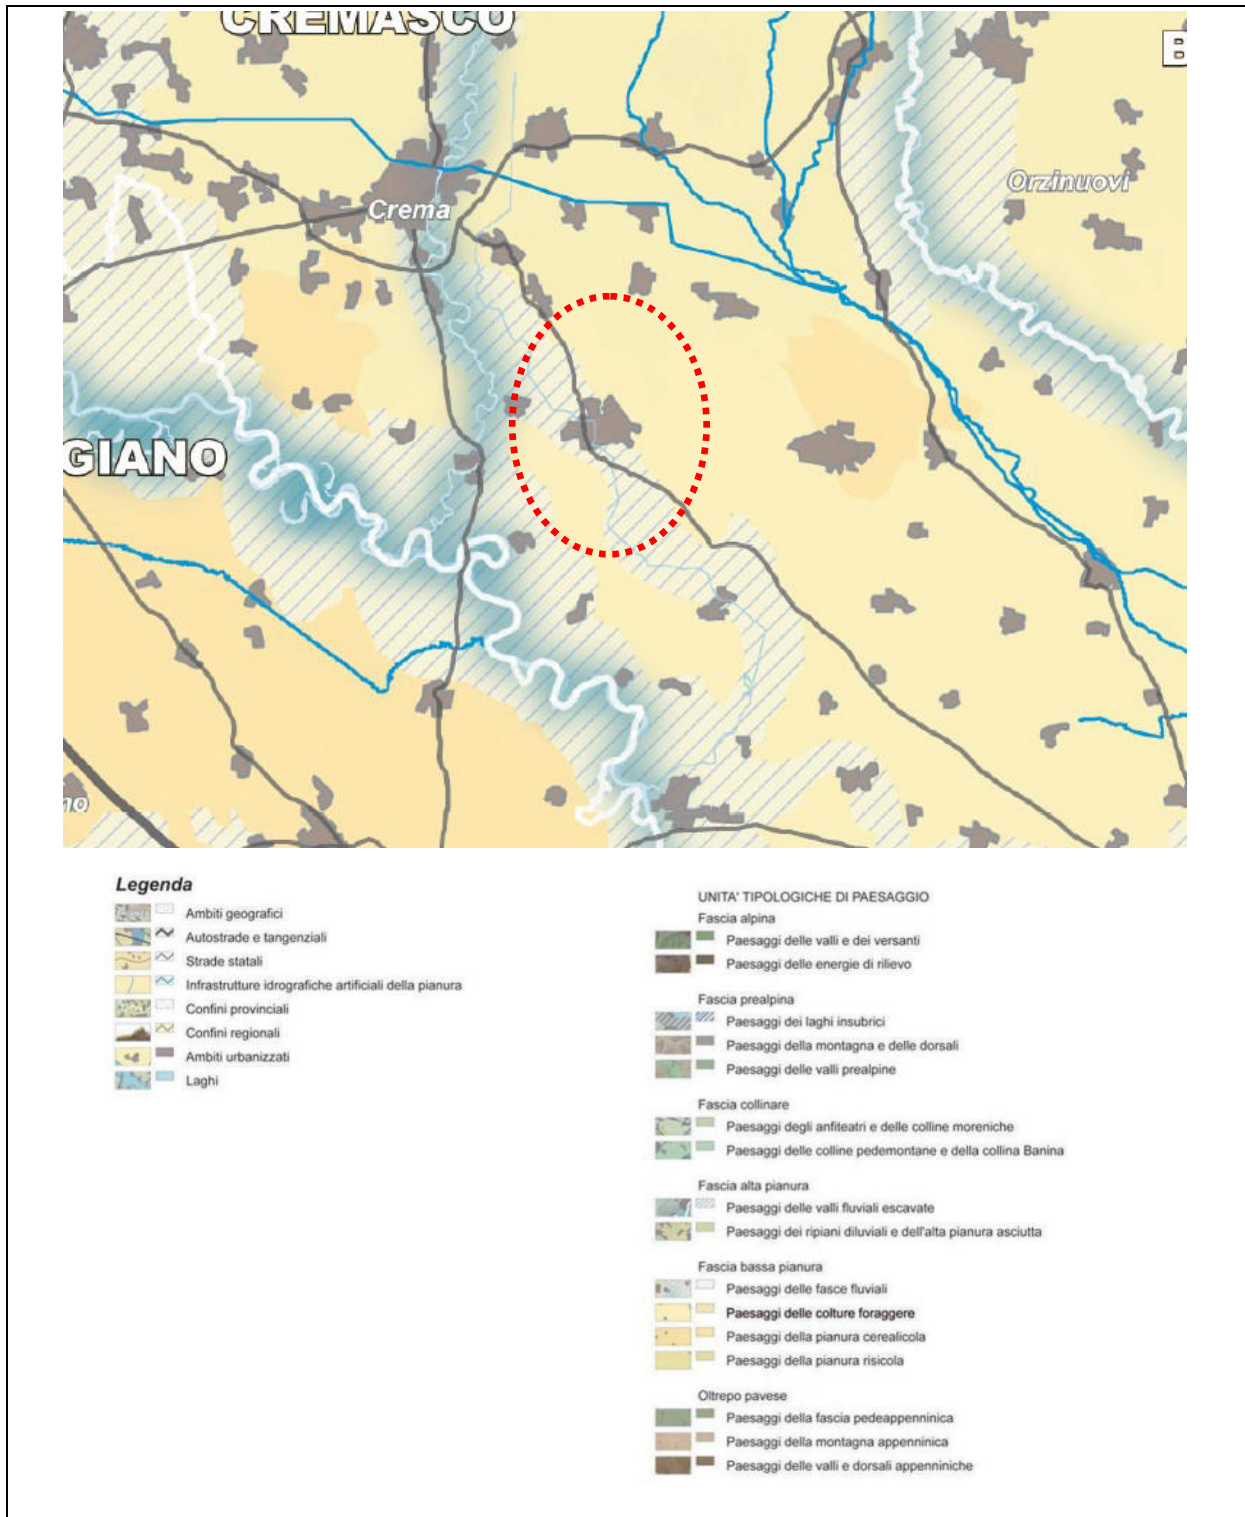 CREMASCO
B
Orzinuovi
Crema
GIANO
no
Legenda
Ambiti geografici
Autostrade e tangenziali
Strade statali
Infrastrutture idrografiche artificiali della pianura
Confini provinciali
Confini regionali
Ambiti urbanizzati
Laghi
UNITA' TIPOLOGICHE DI PAESAGGIO
Fascia alpina
Paesaggi delle valli e dei versanti
Paesaggi delle energie di rilievo
Fascia prealpina
Paesaggi dei laghi insubrici
Paesaggi della montagna e delle dorsali
Paesaggi delle valli prealpine
Fascia collinare
Paesaggi degli anfiteatri e delle colline moreniche
Paesaggi delle colline pedemontane e della collina Banina
Fascia alta pianura
Paesaggi delle valli fluviali escavate
Paesaggi dei ripiani diluviali e dell'alta pianura asciutta
Fascia bassa pianura
Paesaggi delle fasce fluviali
Paesaggi delle colture foraggere
Paesaggi della pianura cerealicola
Paesaggi della pianura risicola
Oltrepo pavese
Paesaggi della fascia pedeappenninica
Paesaggi della montagna appenninica
Paesaggi delle valli e dorsali appenniniche